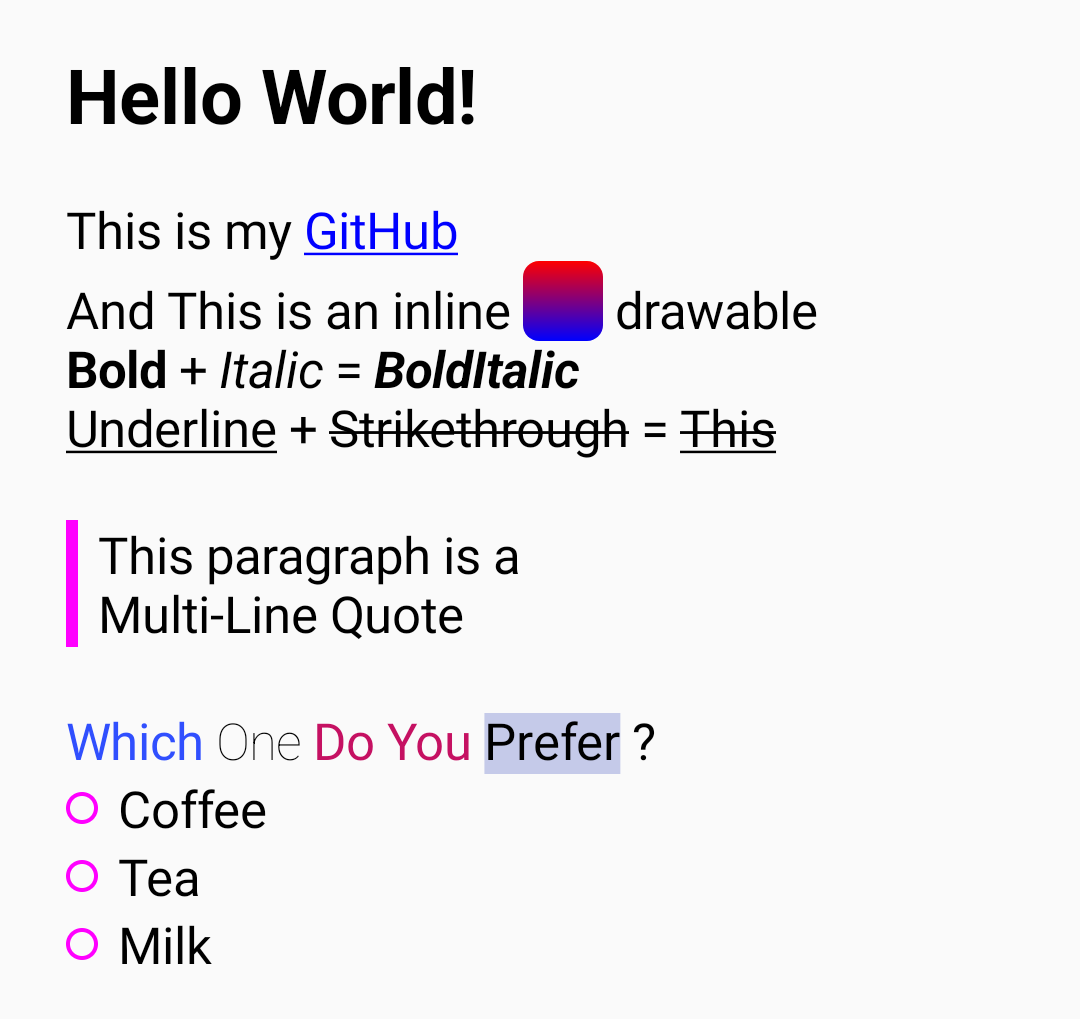 Hello World!
This is my GitHub
And This is an inline drawable
Bold + Italic = BoldItalic
Underline + Strikethrough = This
This paragraph is a
Multi-Line Quote
Which One Do You Prefer ?
Coffee
Tea
Milk